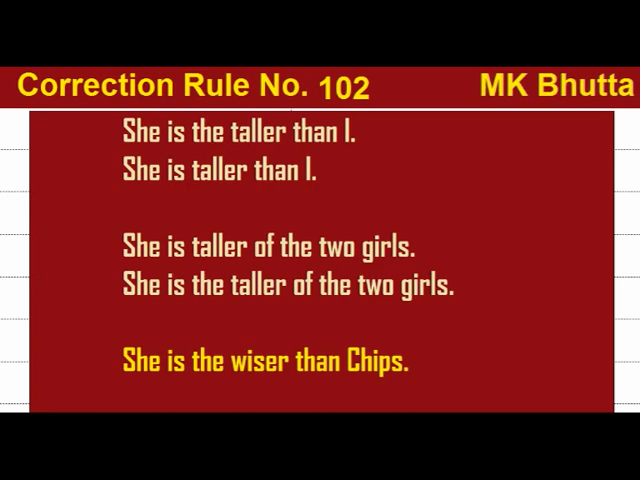 Correction Rule No. 102 MK Bhutta
She is the taller than I.
She is taller than I.
She is taller of the two girls.
She is the taller of the two girls.
She is the wiser than Chips.